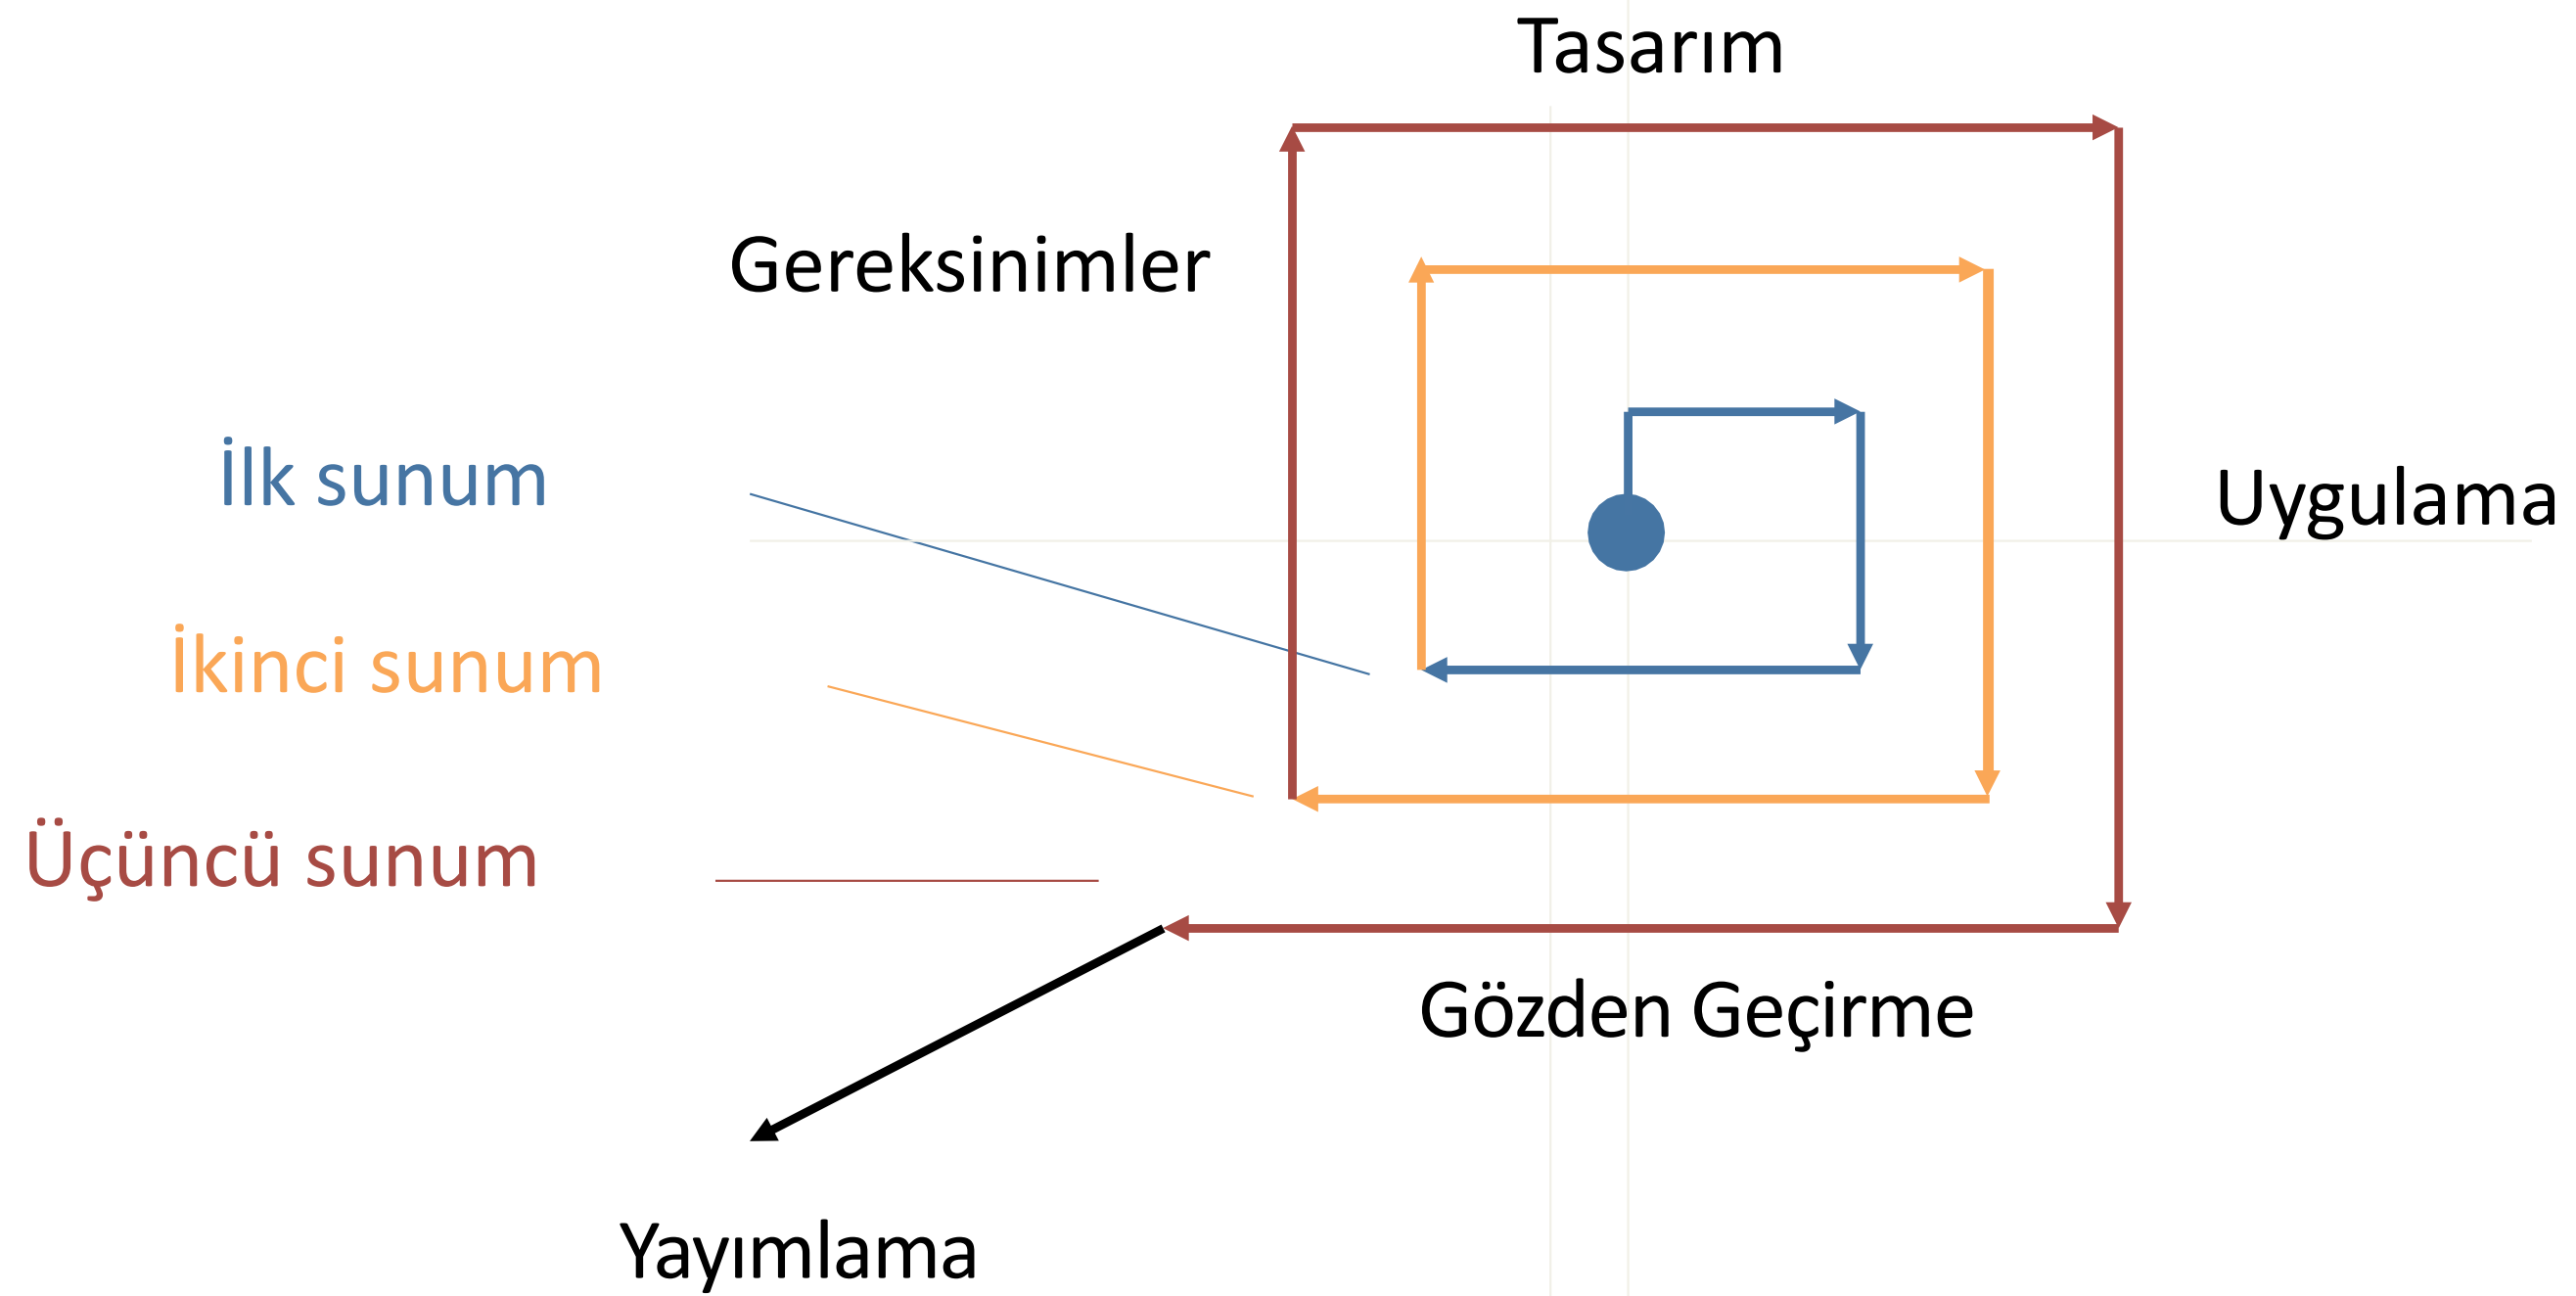 Tasarım
Gereksinimler
İlk sunum
Uygulama
İkinci sunum
Üçüncü sunum
Gözden Geçirme
Yayımlama